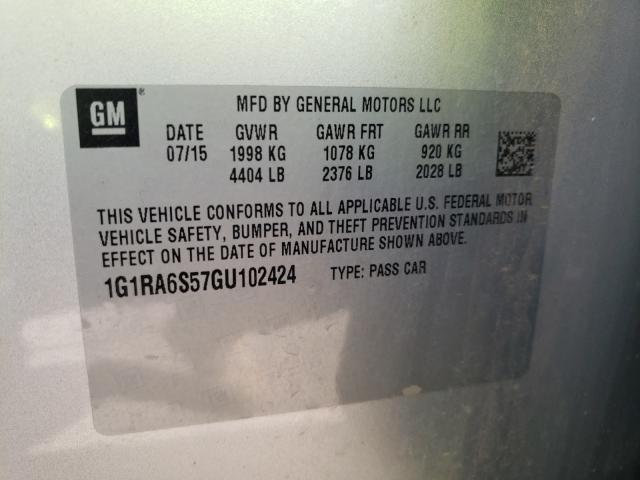 GM ®
MFD BY GENERAL MOTORS LLC
DATE GVWR GAWR FRT GAWR RR
07/15 1998 KG 1078 KG 920 KG
4404 LB 2376 LB 2028 LB
THIS VEHICLE CONFORMS TO ALL APPLICABLE U.S. FEDERAL MOTOR
VEHICLE SAFETY, BUMPER, AND THEFT PREVENTION STANDARDS IN
EFFECT ON THE DATE OF MANUFACTURE SHOWN ABOVE.
1G1RA6S57GU102424 TYPE: PASS CAR